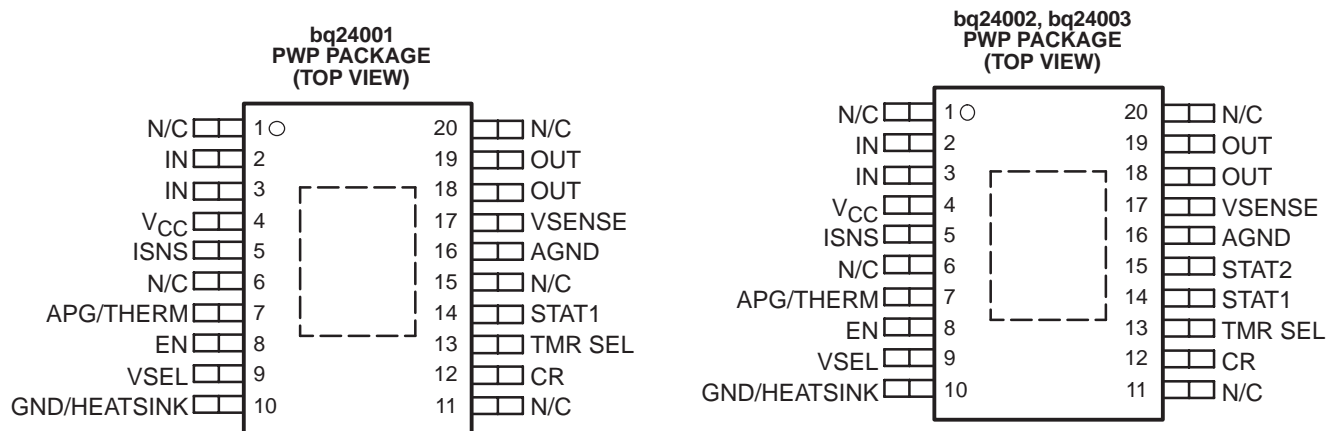 bq24001
PWP PACKAGE
(TOP VIEW)
N/C 1 20 N/C
IN 2 19 OUT
IN 3 18 OUT
VCC 4 17 VSENSE
ISNS 5 16 AGND
N/C 6 15 N/C
APG/THERM 7 14 STAT1
EN 8 13 TMR SEL
VSEL 9 12 CR
GND/HEATSINK 10 11 N/C
bq24002, bq24003
PWP PACKAGE
(TOP VIEW)
N/C 1 20 N/C
IN 2 19 OUT
IN 3 18 OUT
VCC 4 17 VSENSE
ISNS 5 16 AGND
N/C 6 15 STAT2
APG/THERM 7 14 STAT1
EN 8 13 TMR SEL
VSEL 9 12 CR
GND/HEATSINK 10 11 N/C